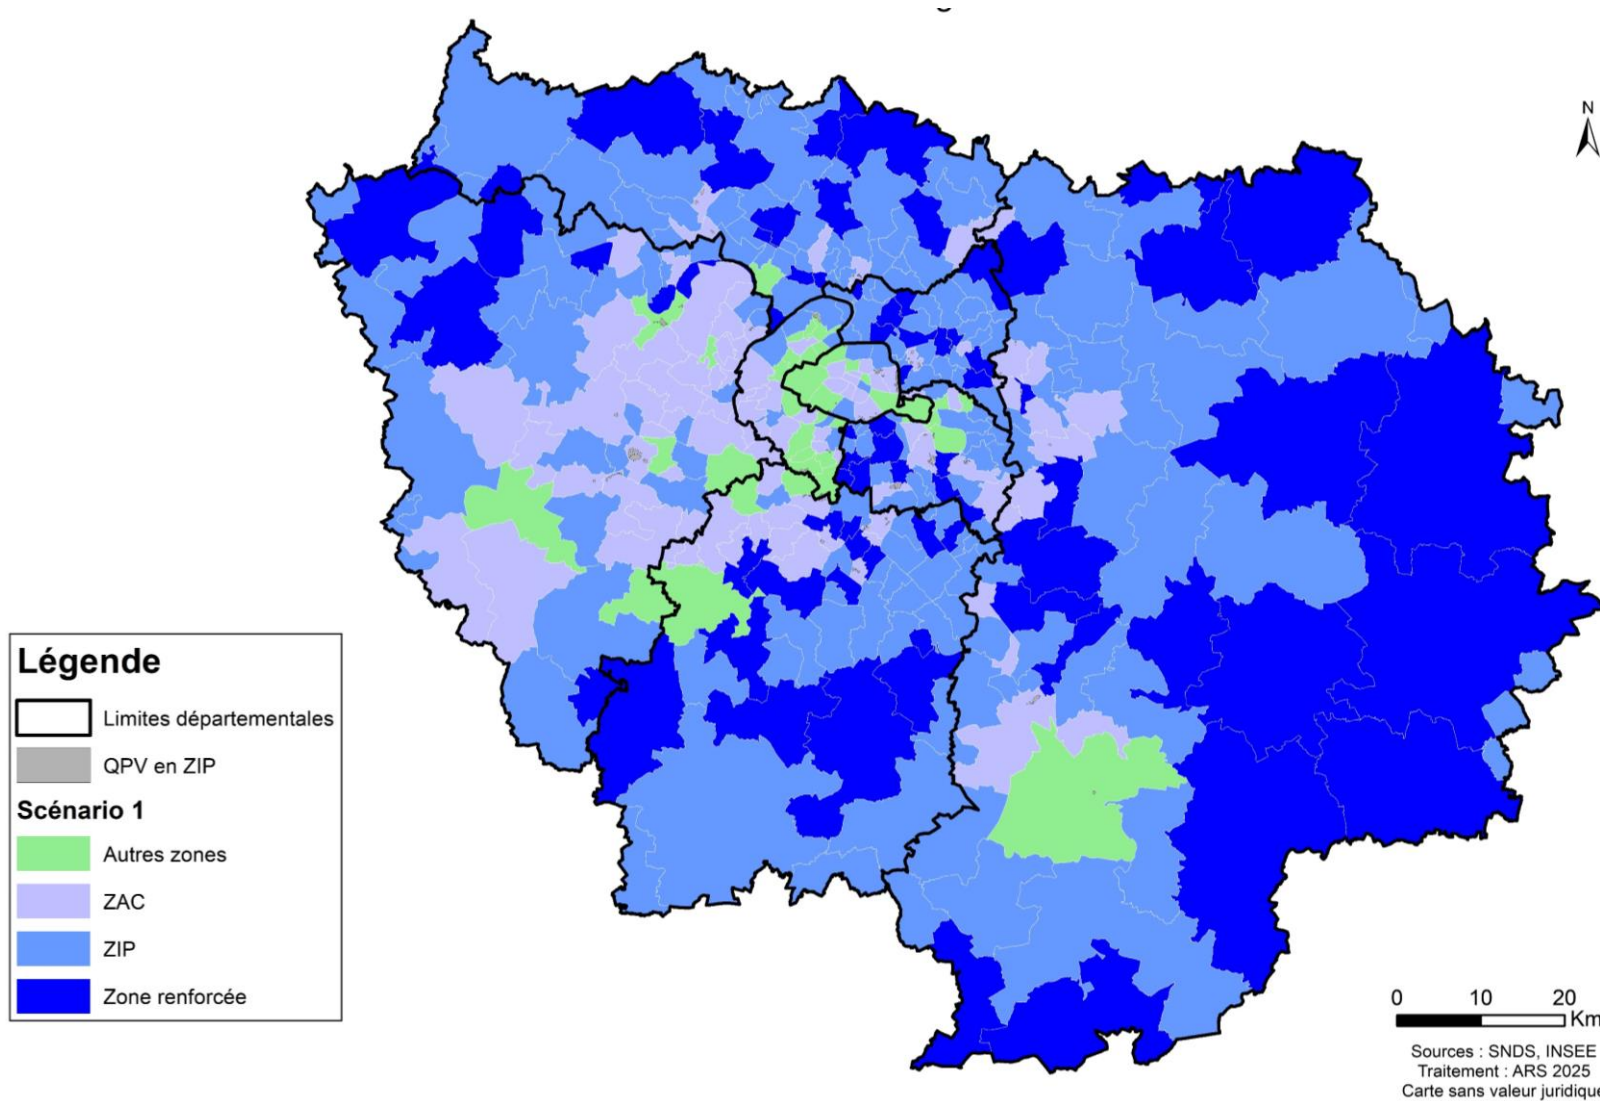 N
Légende
Limites départementales
QPV en ZIP
Scénario 1
Autres zones
ZAC
ZIP
Zone renforcée
0 10 20
Km
Sources : SNDS, INSEE
Traitement : ARS 2025
Carte sans valeur juridique